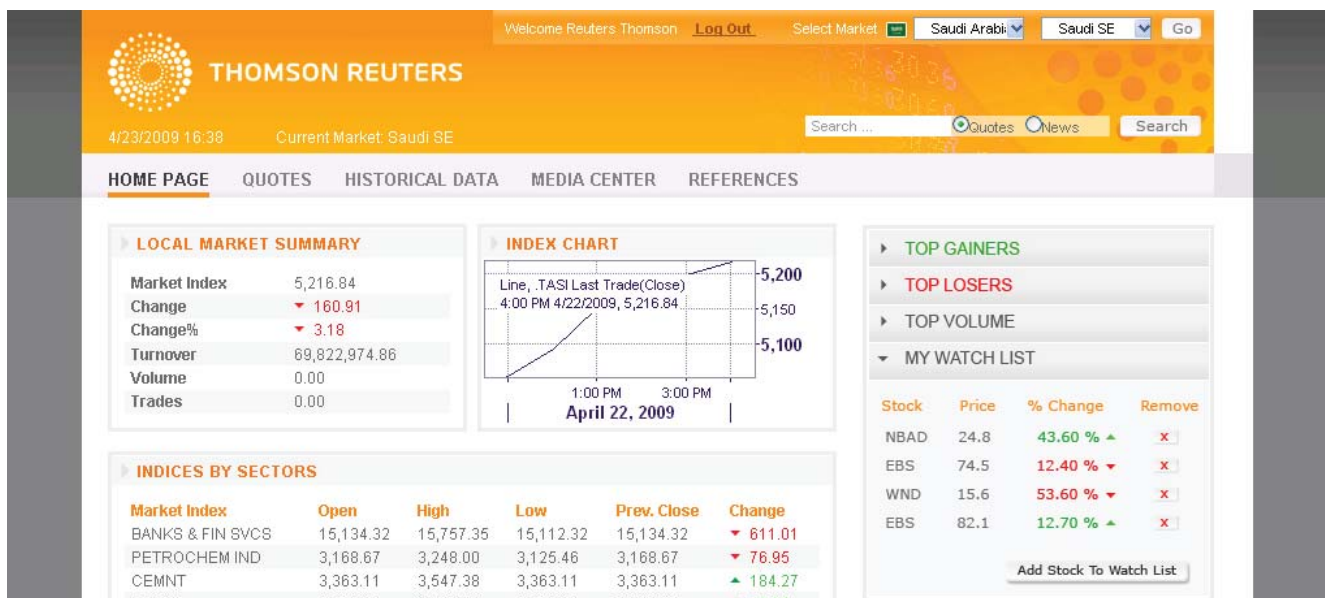 Welcome Reuters Thomson Log Out Select Market Saudi Arabi Saudi SE Go
THOMSON REUTERS
Search ... Quotes News Search
4/23/2009 16:38 Current Market: Saudi SE
HOME PAGE QUOTES HISTORICAL DATA MEDIA CENTER REFERENCES
LOCAL MARKET SUMMARY
Market Index 5,216.84
Change 160.91
Change% 3.18
Turnover 69,822,974.86
Volume 0.00
Trades 0.00
INDEX CHART
Line, .TASI Last Trade(Close)
4:00 PM 4/22/2009, 5,216.84
5,200
5,150
5,100
1:00 PM 3:00 PM
April 22, 2009
TOP GAINERS
TOP LOSERS
TOP VOLUME
MY WATCH LIST
Stock Price % Change Remove
NBAD 24.8 43.60 % x
EBS 74.5 12.40 % x
WND 15.6 53.60 % x
EBS 82.1 12.70 % x
Add Stock To Watch List
INDICES BY SECTORS
Market Index Open High Low Prev. Close Change
BANKS & FIN SVCS 15,134.32 15,757.35 15,112.32 15,134.32 611.01
PETROCHEM IND 3,168.67 3,248.00 3,125.46 3,168.67 76.95
CEMNT 3,363.11 3,547.38 3,363.11 3,363.11 184.27